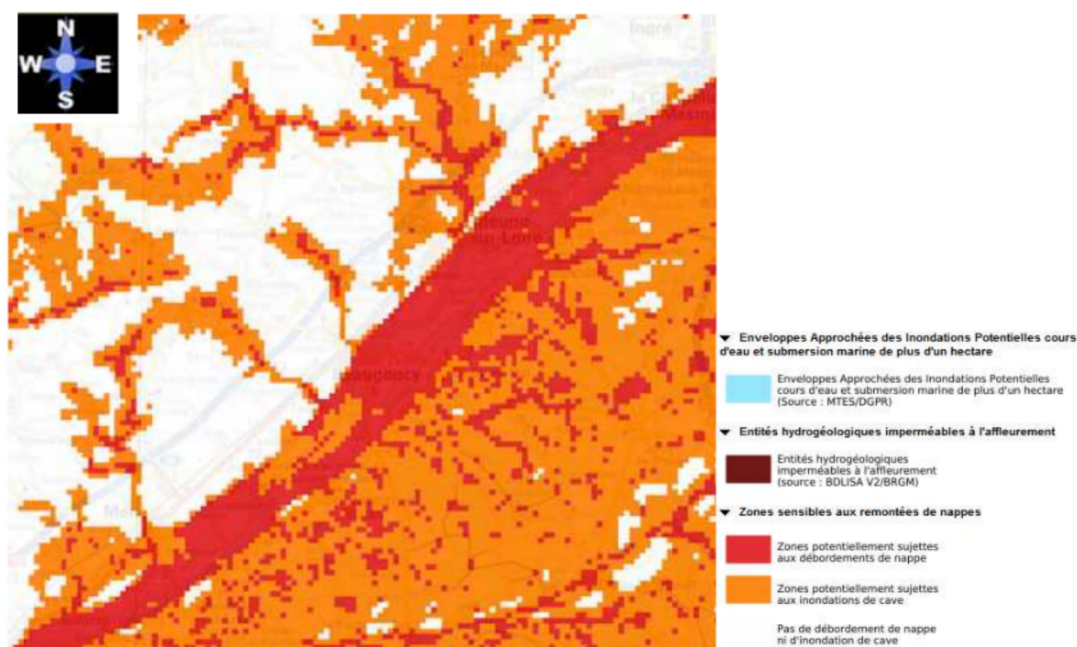 N
W E
S
Ingré
Meung-
sur-Loire
▼ Enveloppes Approchées des Inondations Potentielles cours
d'eau et submersion marine de plus d'un hectare
Enveloppes Approchées des Inondations Potentielles
cours d'eau et submersion marine de plus d'un hectare
(Source : MTES/DGPR)
▼ Entités hydrogéologiques imperméables à l'affleurement
Entités hydrogéologiques
imperméables à l'affleurement
(source : BDLISA V2/BRGM)
▼ Zones sensibles aux remontées de nappes
Zones potentiellement sujettes
aux débordements de nappe
Zones potentiellement sujettes
aux inondations de cave
Pas de débordement de nappe
ni d'inondation de cave